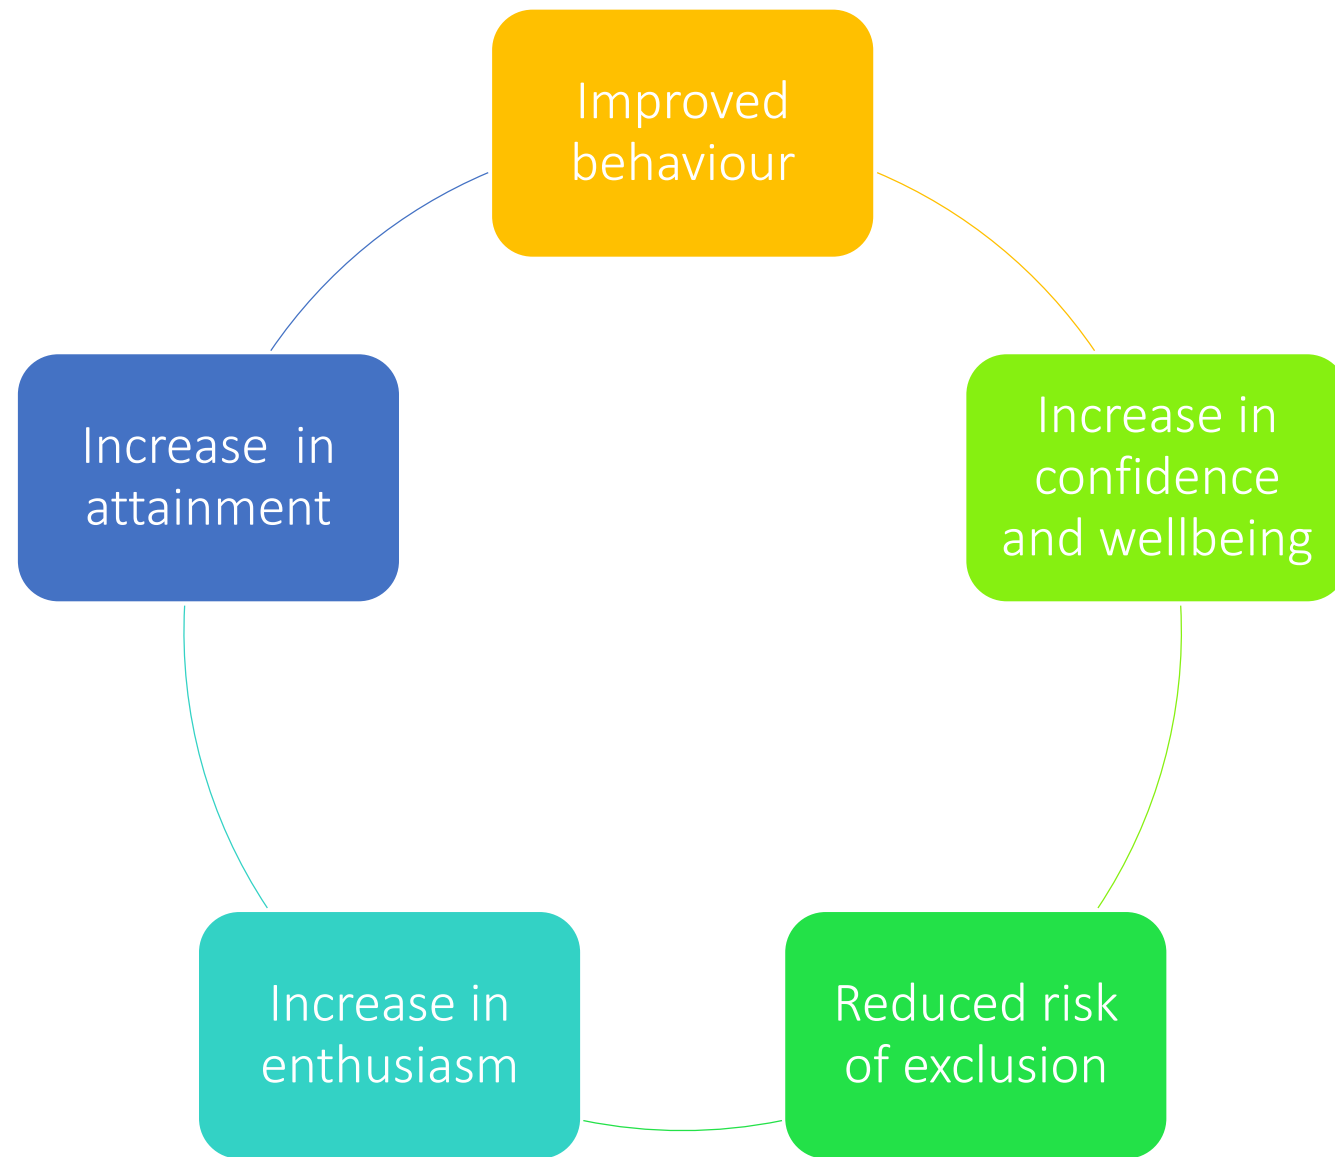 Improved
behaviour
Increase in
confidence
and wellbeing
Reduced risk
of exclusion
Increase in
enthusiasm
Increase  in
attainment